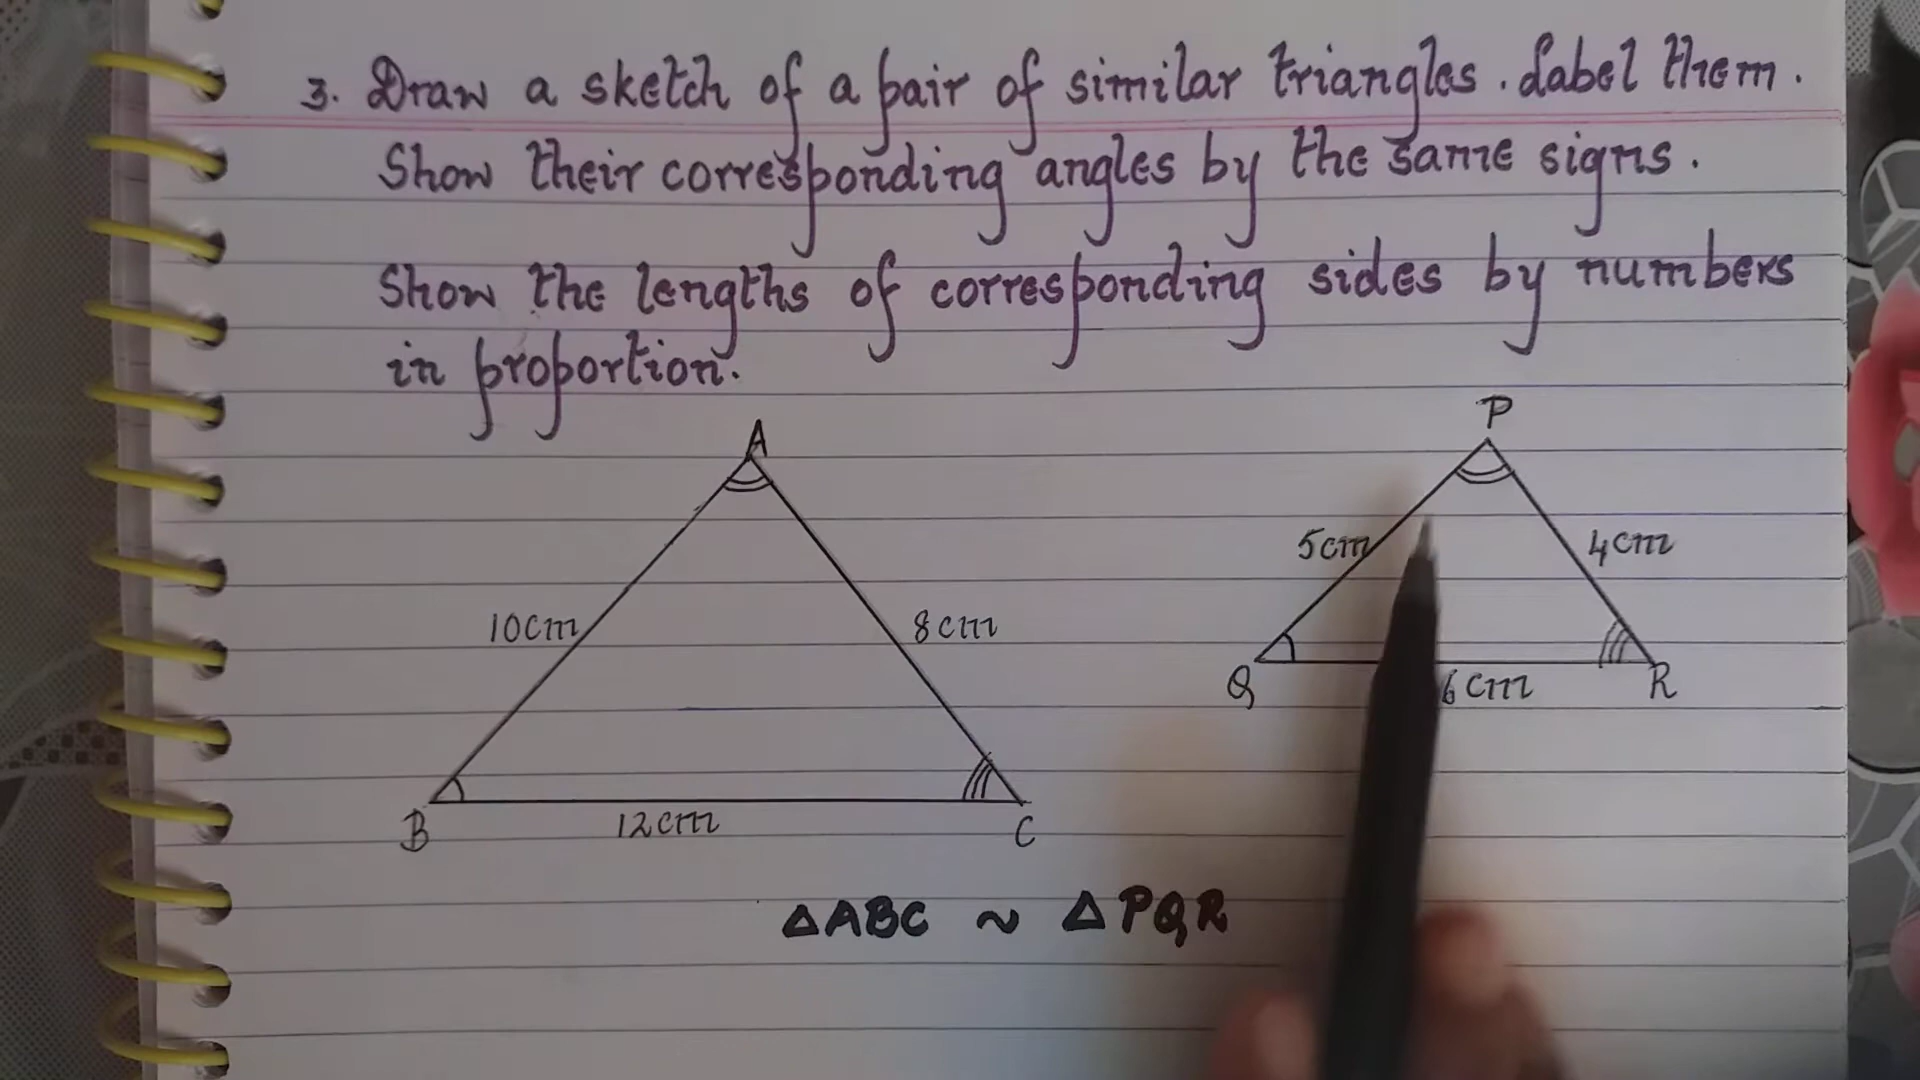 3. Draw a sketch of a pair of similar triangles. Label them.
Show their corresponding angles by the same signs.
Show the lengths of corresponding sides by numbers
in proportion.
A
P
5cm
4cm
10cm
8cm
Q
6cm
R
B
12cm
C
△ABC ~ △PQR